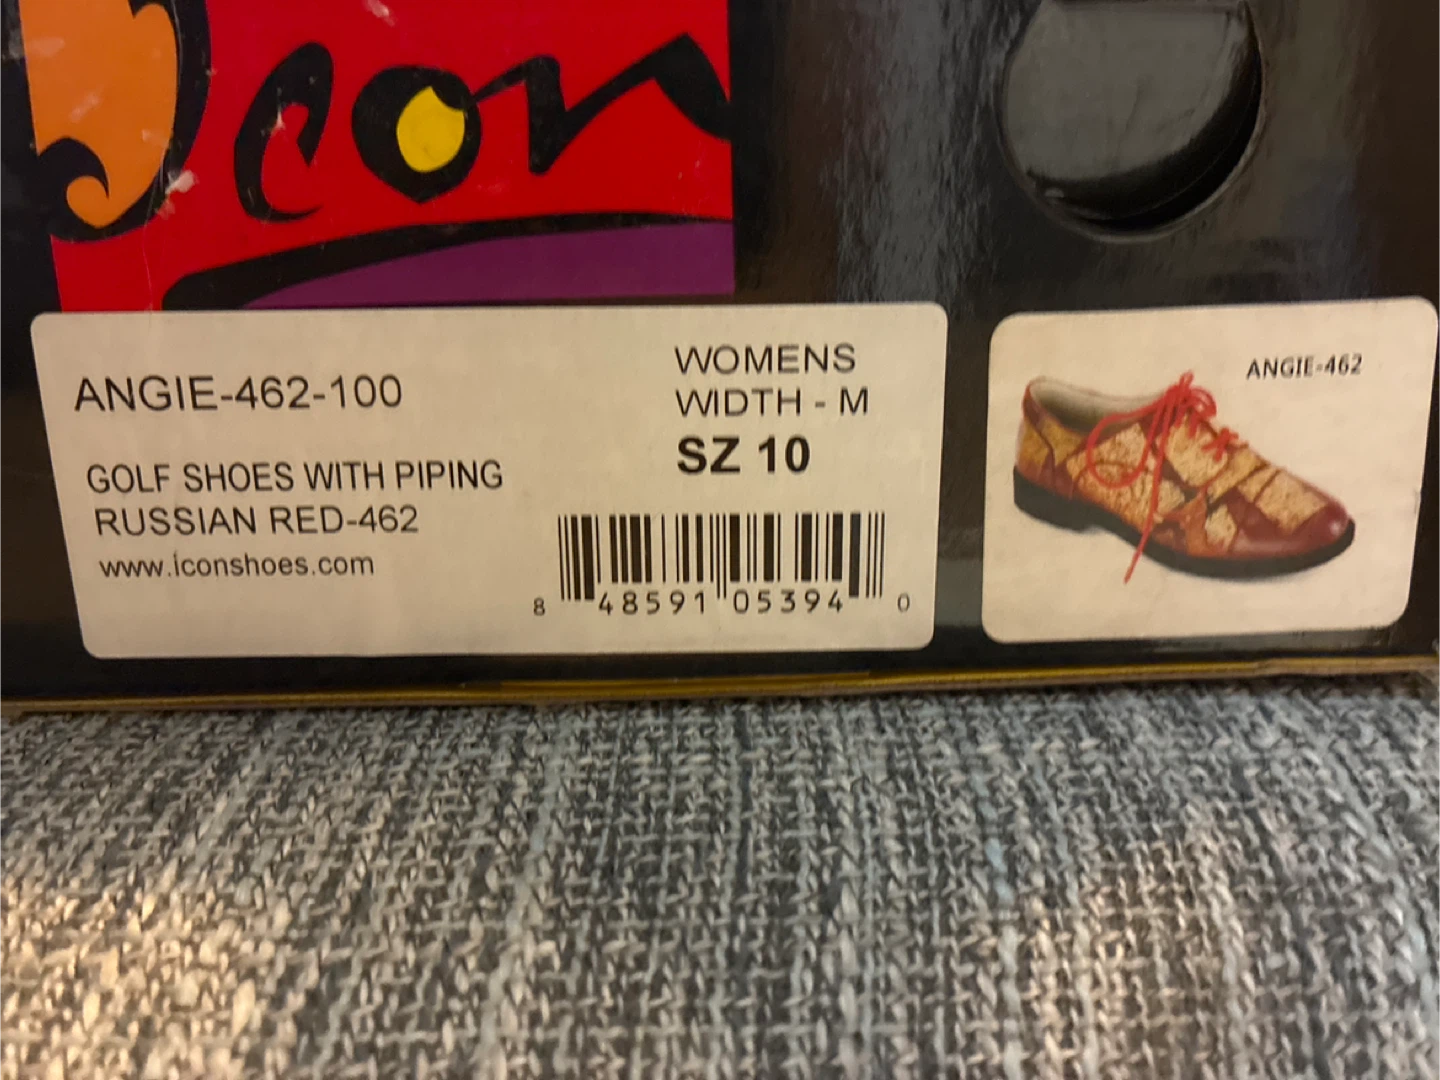 Icon
ANGIE-462-100
GOLF SHOES WITH PIPING
RUSSIAN RED-462
www.iconshoes.com
WOMENS
WIDTH - M
SZ 10
8 48591 05394 0
ANGIE-462